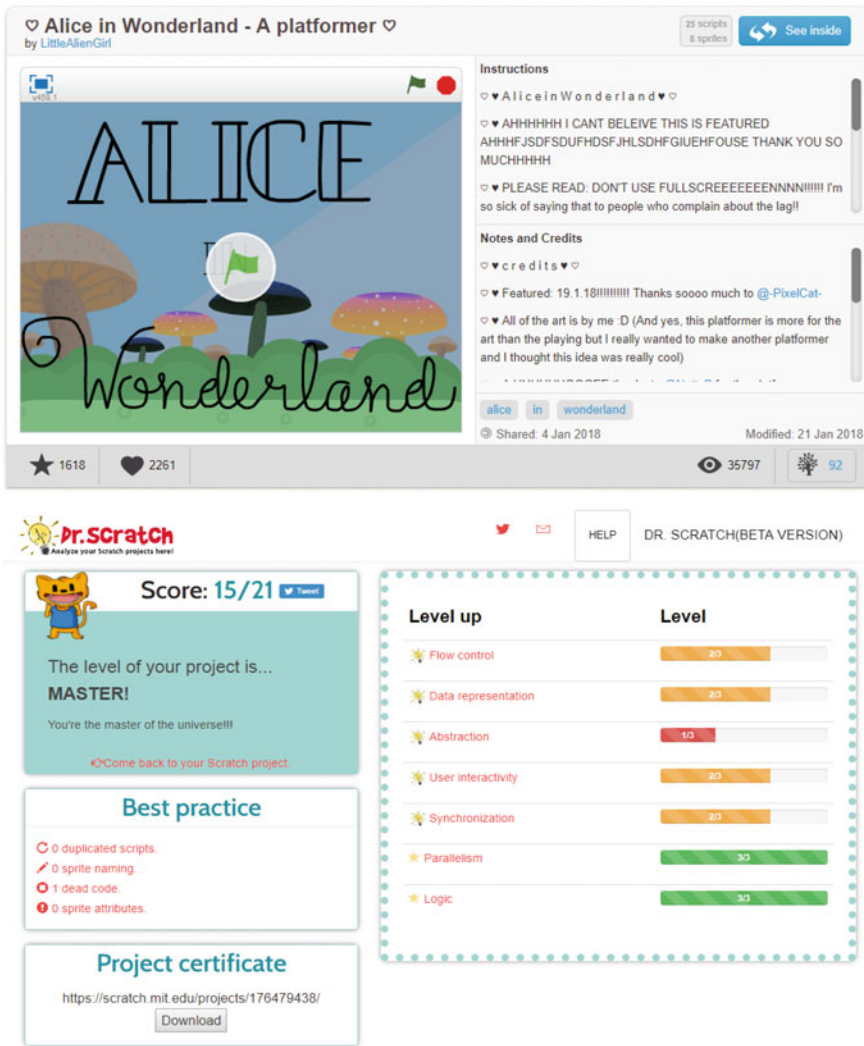 ♡ Alice in Wonderland - A platformer ♡
by LittleAlienGirl
25 scripts
8 sprites
See inside
v459.1
ALICE
Wonderland
Instructions
♡ ♥ A l i c e i n W o n d e r l a n d ♥ ♡
♡ ♥ AHHHHHH I CANT BELEIVE THIS IS FEATURED
AHHHFJSDFSDUFHDSFJHLSDHFGIUEHFOUSE THANK YOU SO
MUCHHHHH
♡ ♥ PLEASE READ: DON'T USE FULLSCREEEEEEENNNN!!!!!! I'm
so sick of saying that to people who complain about the lag!!
Notes and Credits
♡ ♥ c r e d i t s ♥ ♡
♡ ♥ Featured: 19.1.18!!!!!!!!!! Thanks soooo much to @-PixelCat-
♡ ♥ All of the art is by me :D (And yes, this platformer is more for the
art than the playing but I really wanted to make another platformer
and I thought this idea was really cool)
alice in wonderland
Shared: 4 Jan 2018 Modified: 21 Jan 2018
1618 2261 35797 92
Dr.Scratch
Analyze your Scratch projects here!
HELP DR. SCRATCH(BETA VERSION)
Score: 15/21 Tweet
The level of your project is...
MASTER!
You're the master of the universe!!!
Come back to your Scratch project.
Best practice
0 duplicated scripts.
0 sprite naming.
1 dead code.
0 sprite attributes.
Project certificate
https://scratch.mit.edu/projects/176479438/
Download
Level up Level
Flow control 2/3
Data representation 2/3
Abstraction 1/3
User interactivity 2/3
Synchronization 2/3
Parallelism 3/3
Logic 3/3